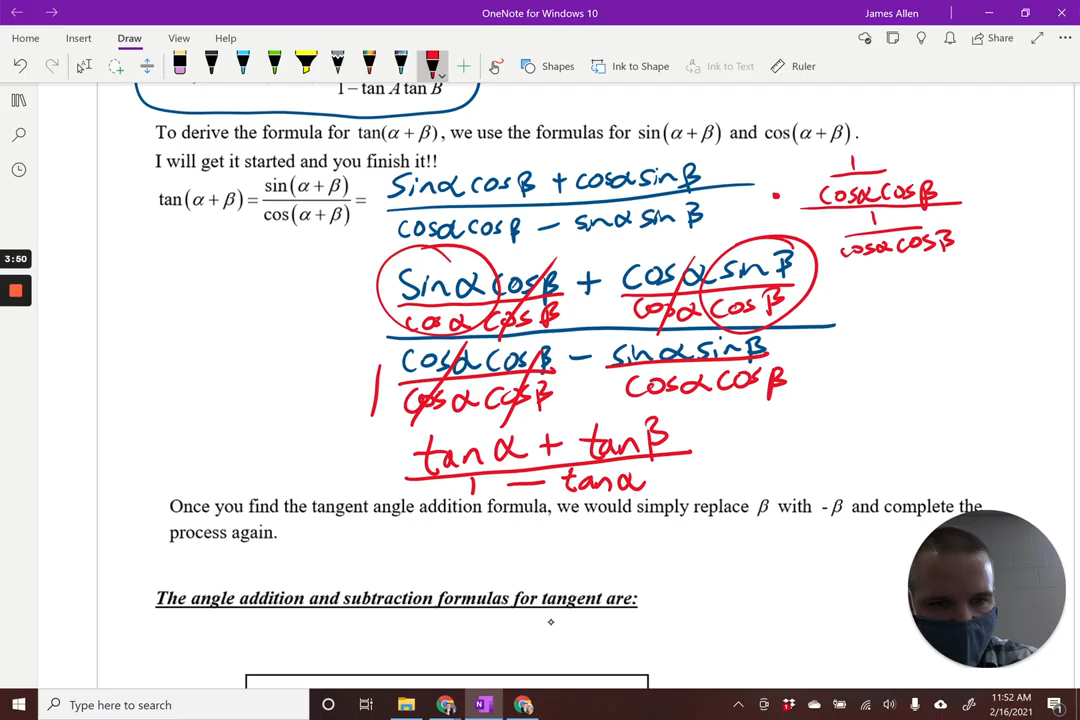 OneNote for Windows 10
James Allen
Home Insert Draw View Help
Share
Shapes Ink to Shape Ink to Text Ruler
1 − tan A tan B
To derive the formula for tan(α + β), we use the formulas for sin(α + β) and cos(α + β).
I will get it started and you finish it!!
tan(α + β) = sin(α + β) / cos(α + β) =
sinα cosβ + cosα sinβ
cosα cosβ − sinα sinβ
· 1
cosα cosβ
1
cosα cosβ
3:50
sinα cosβ + cosα sinβ
cosα cosβ cosα cosβ
cosα cosβ − sinα sinβ
1 cosα cosβ cosα cosβ
tanα + tanβ
1 − tanα
Once you find the tangent angle addition formula, we would simply replace β with -β and complete the
process again.
The angle addition and subtraction formulas for tangent are:
Type here to search
11:52 AM
2/16/2021
1